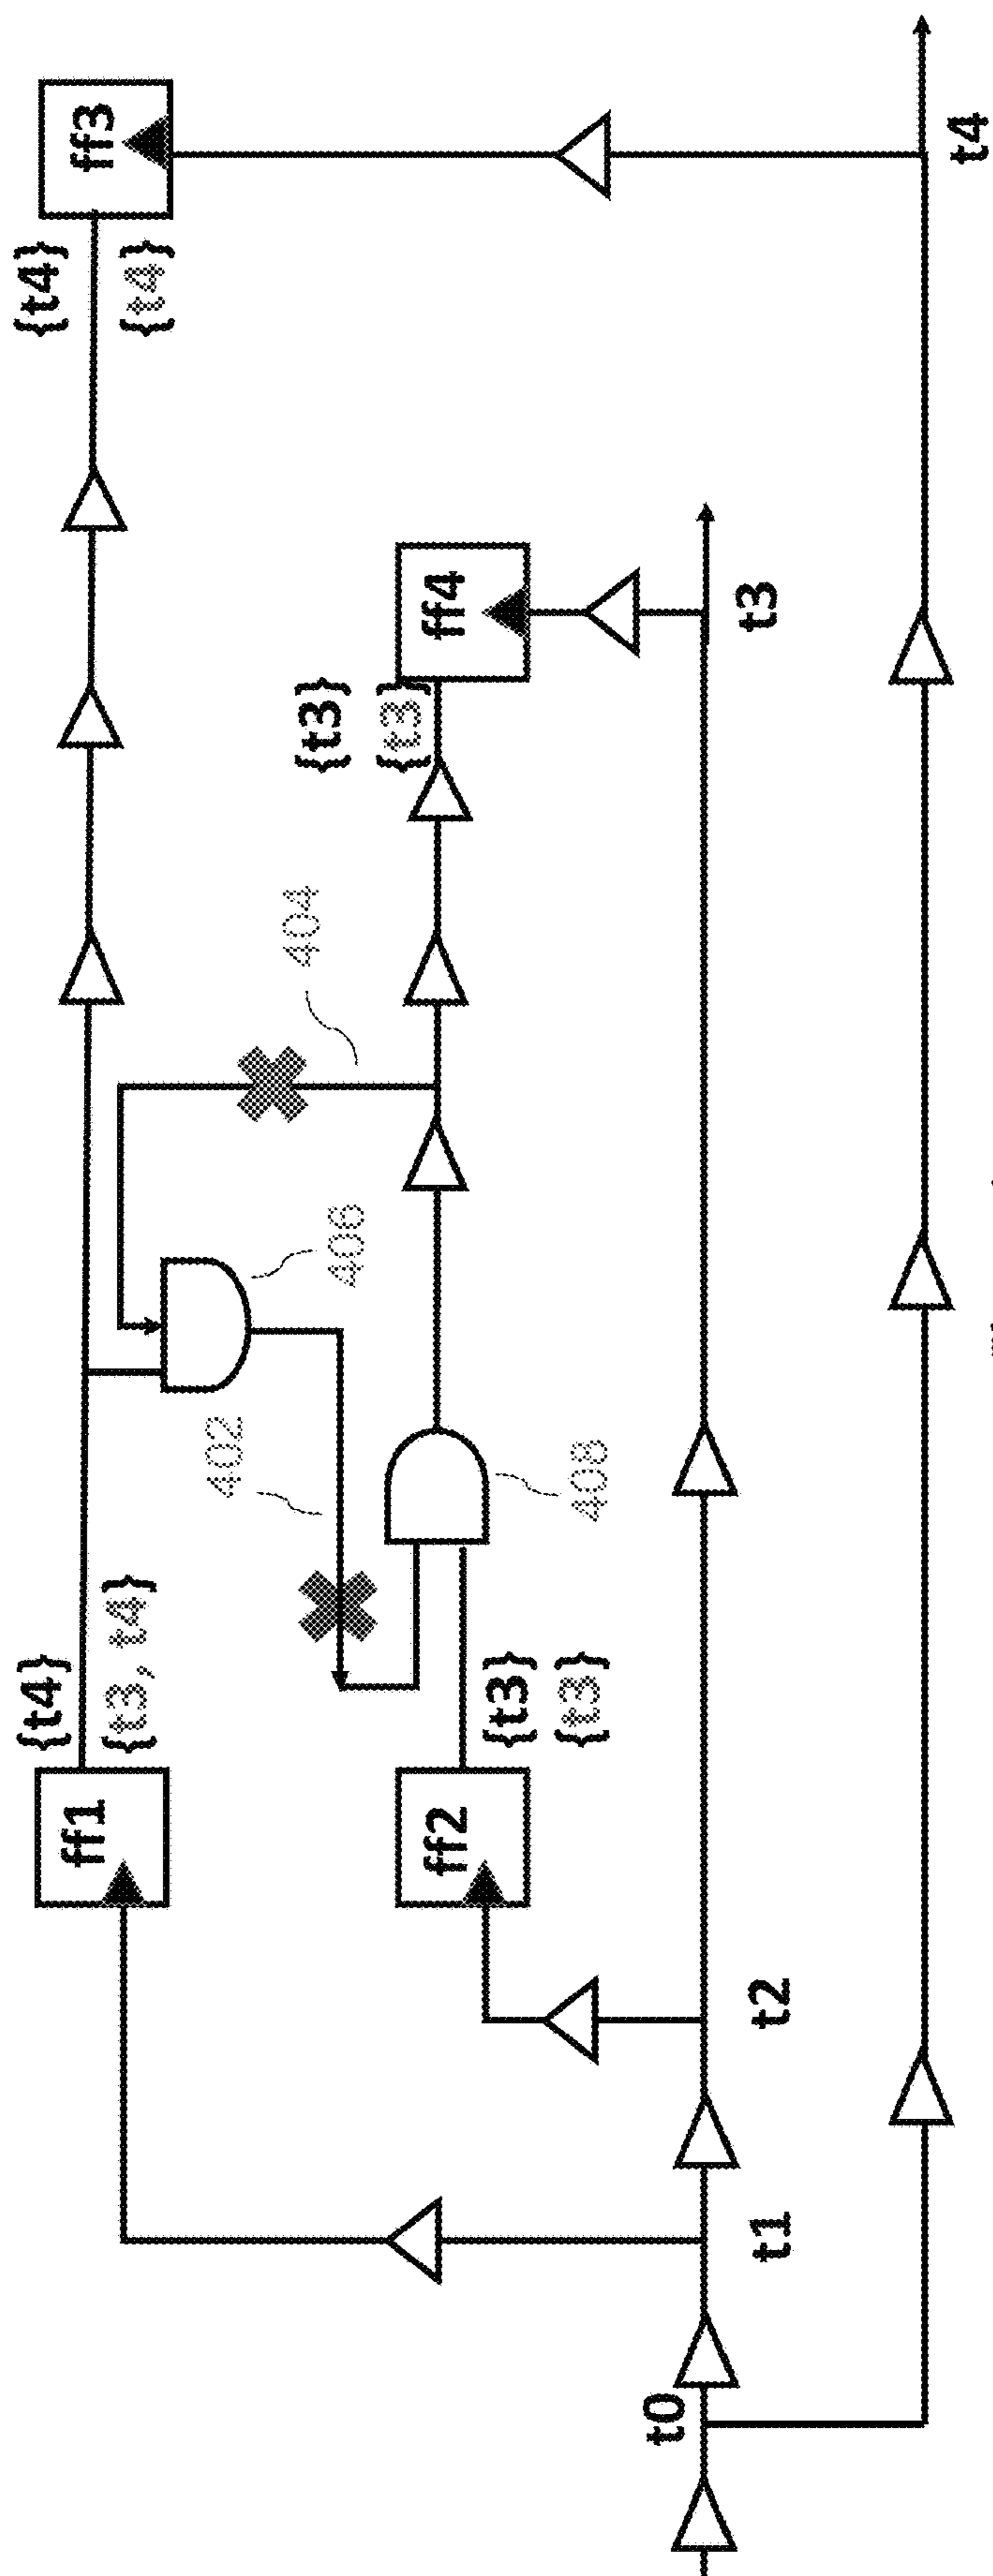 ff1
{t4}
{t3, t4}
{t4}
{t4}
ff3
404
406
402
408
ff2
{t3}
{t3}
{t3}
{t3}
ff4
t0
t1
t2
t3
t4